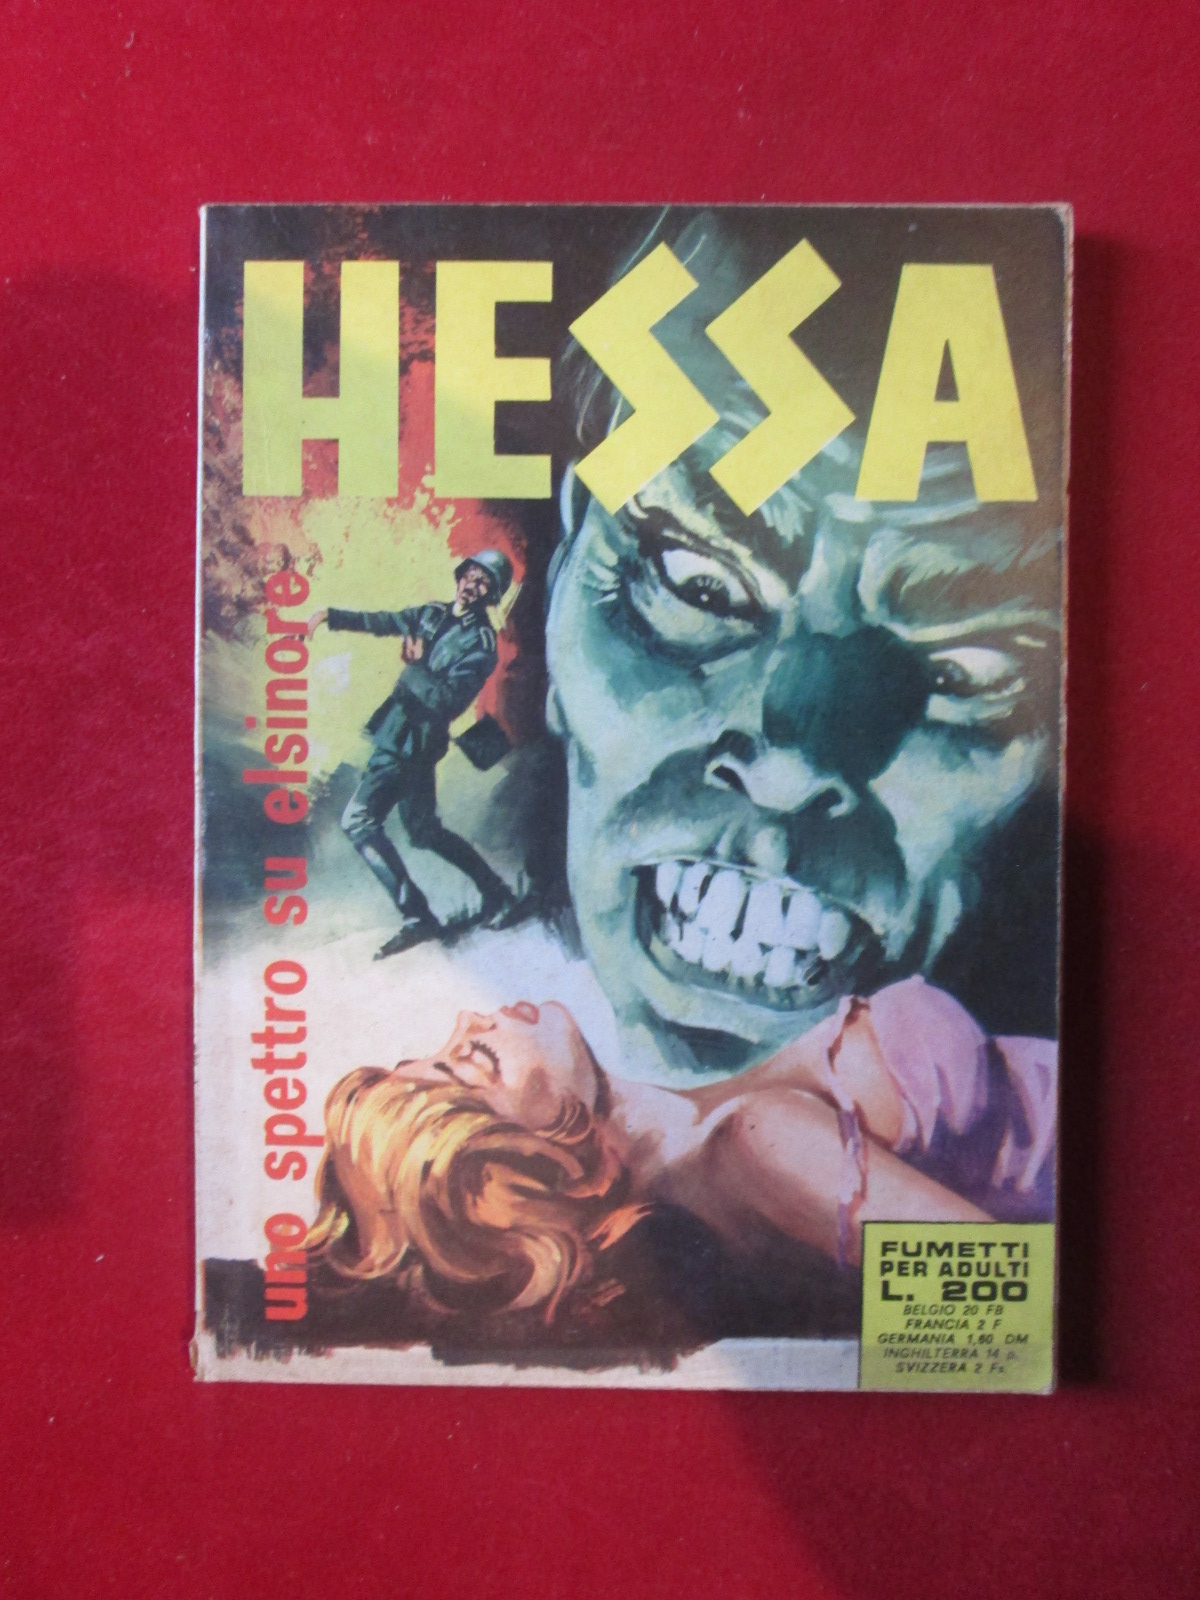 HESSA
uno spettro su elsinore
FUMETTI
PER ADULTI
L. 200
BELGIO 20 FB
FRANCIA 2 F
GERMANIA 1,60 DM
INGHILTERRA 14 p.
SVIZZERA 2 Fs.